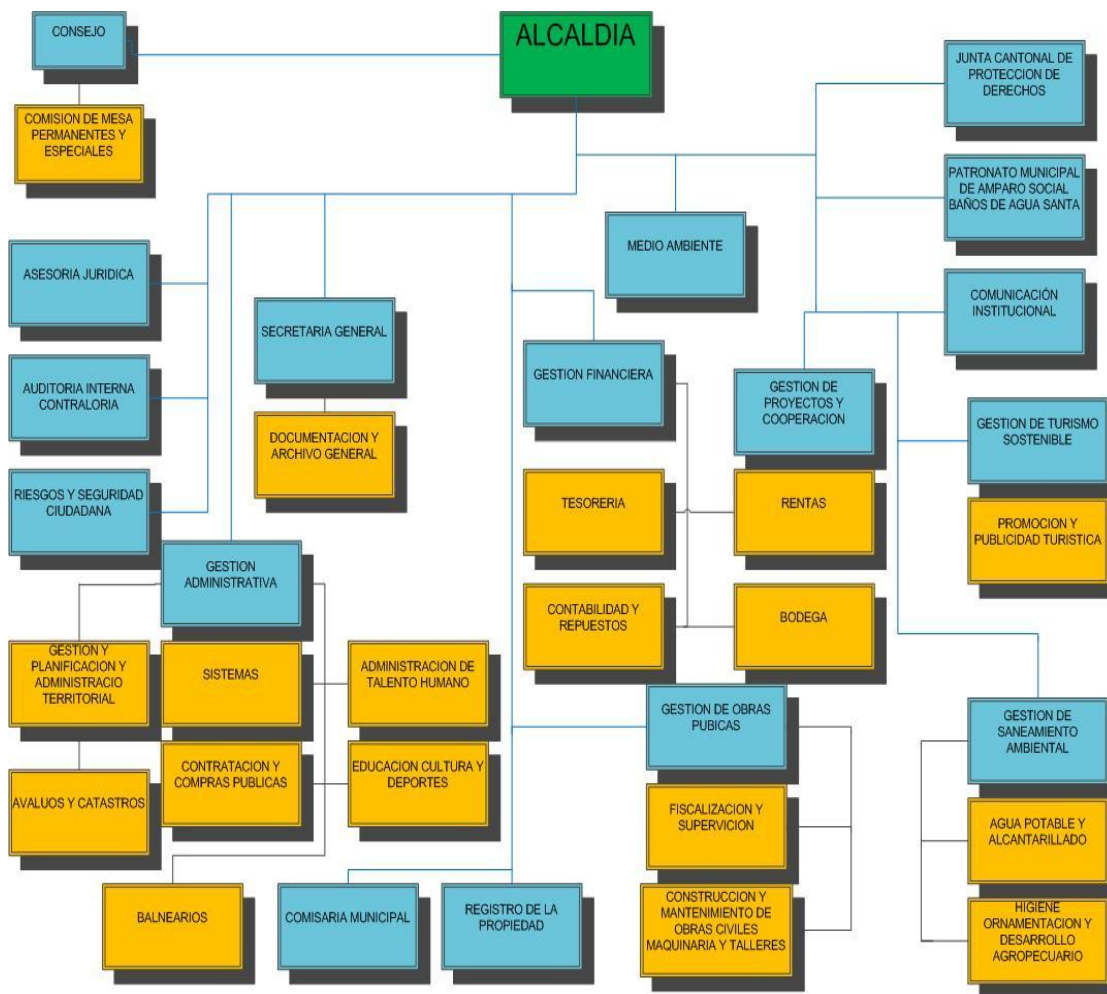 CONSEJO
ALCALDIA
JUNTA CANTONAL DE
PROTECCION DE
DERECHOS
COMISION DE MESA
PERMANENTES Y
ESPECIALES
PATRONATO MUNICIPAL
DE AMPARO SOCIAL
BAÑOS DE AGUA SANTA
MEDIO AMBIENTE
ASESORIA JURIDICA
COMUNICACIÓN
INSTITUCIONAL
SECRETARIA GENERAL
GESTION FINANCIERA
AUDITORIA INTERNA
CONTRALORIA
GESTION DE
PROYECTOS Y
COOPERACION
DOCUMENTACION Y
ARCHIVO GENERAL
GESTION DE TURISMO
SOSTENIBLE
RIESGOS Y SEGURIDAD
CIUDADANA
TESORERIA
RENTAS
PROMOCION Y
PUBLICIDAD TURISTICA
GESTION
ADMINISTRATIVA
CONTABILIDAD Y
REPUESTOS
BODEGA
GESTION Y
PLANIFICACION Y
ADMINISTRACIO
TERRITORIAL
SISTEMAS
ADMINISTRACION DE
TALENTO HUMANO
GESTION DE OBRAS
PUBICAS
GESTION DE
SANEAMIENTO
AMBIENTAL
AVALUOS Y CATASTROS
CONTRATACION Y
COMPRAS PUBLICAS
EDUCACION CULTURA Y
DEPORTES
FISCALIZACION Y
SUPERVICION
AGUA POTABLE Y
ALCANTARILLADO
BALNEARIOS
COMISARIA MUNICIPAL
REGISTRO DE LA
PROPIEDAD
CONSTRUCCION Y
MANTENIMIENTO DE
OBRAS CIVILES
MAQUINARIA Y TALLERES
HIGIENE
ORNAMENTACION Y
DESARROLLO
AGROPECUARIO